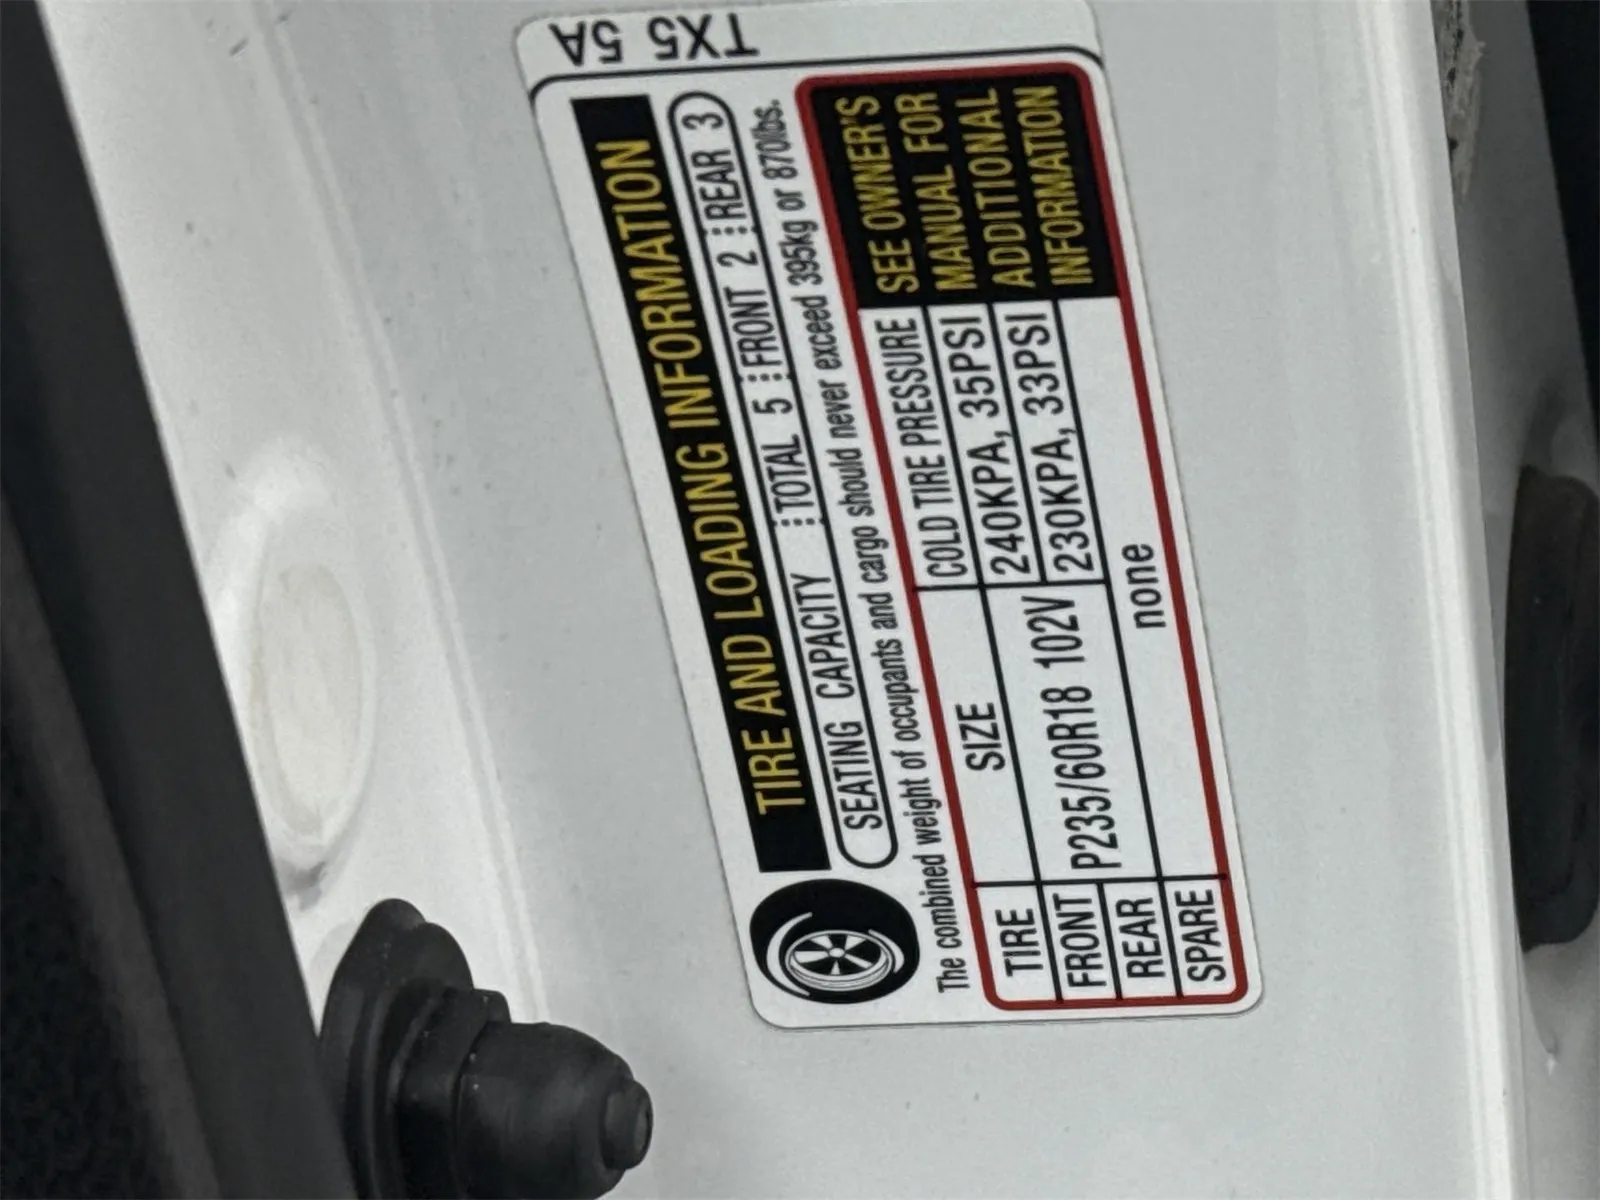 TX5 5A
TIRE AND LOADING INFORMATION
SEATING CAPACITY TOTAL 5 FRONT 2 REAR 3
The combined weight of occupants and cargo should never exceed 395kg or 870lbs.
TIRE SIZE COLD TIRE PRESSURE
FRONT P235/60R18 102V 240KPA, 35PSI
REAR 230KPA, 33PSI
SPARE none
SEE OWNER'S
MANUAL FOR
ADDITIONAL
INFORMATION